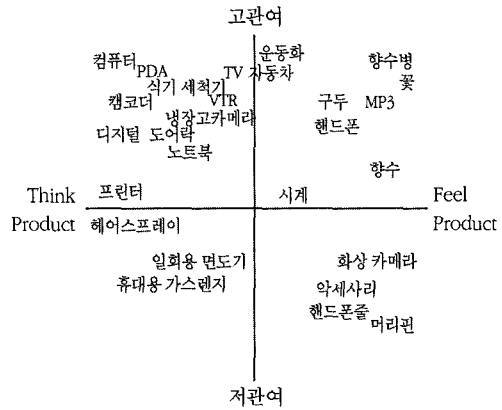 고관여
컴퓨터 운동화 향수병
PDA TV 자동차 꽃
식기 세척기
캠코더 VTR 구두 MP3
냉장고카메라 핸드폰
디지털 도어락
노트북
향수
Think 프린터 시계 Feel
Product 헤어스프레이 Product
일회용 면도기 화상 카메라
휴대용 가스렌지 악세사리
핸드폰줄
머리핀
저관여